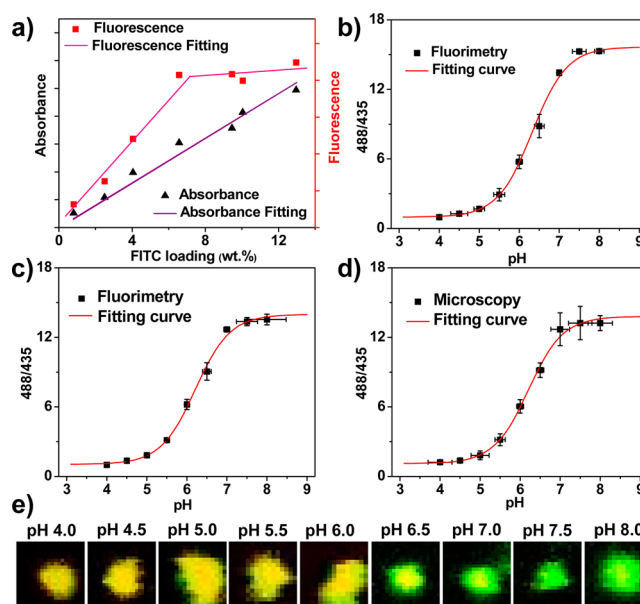 a)
Fluorescence
Fluorescence Fitting
Absorbance
Fluorescence
Absorbance
Absorbance Fitting
0 4 8 12
FITC loading (wt.%)
b)
18
12
6
0
488/435
Fluorimetry
Fitting curve
3 4 5 6 7 8 9
pH
c)
18
12
6
0
488/435
Fluorimetry
Fitting curve
3 4 5 6 7 8 9
pH
d)
18
12
6
0
488/435
Microscopy
Fitting curve
3 4 5 6 7 8 9
pH
e)
pH 4.0 pH 4.5 pH 5.0 pH 5.5 pH 6.0 pH 6.5 pH 7.0 pH 7.5 pH 8.0